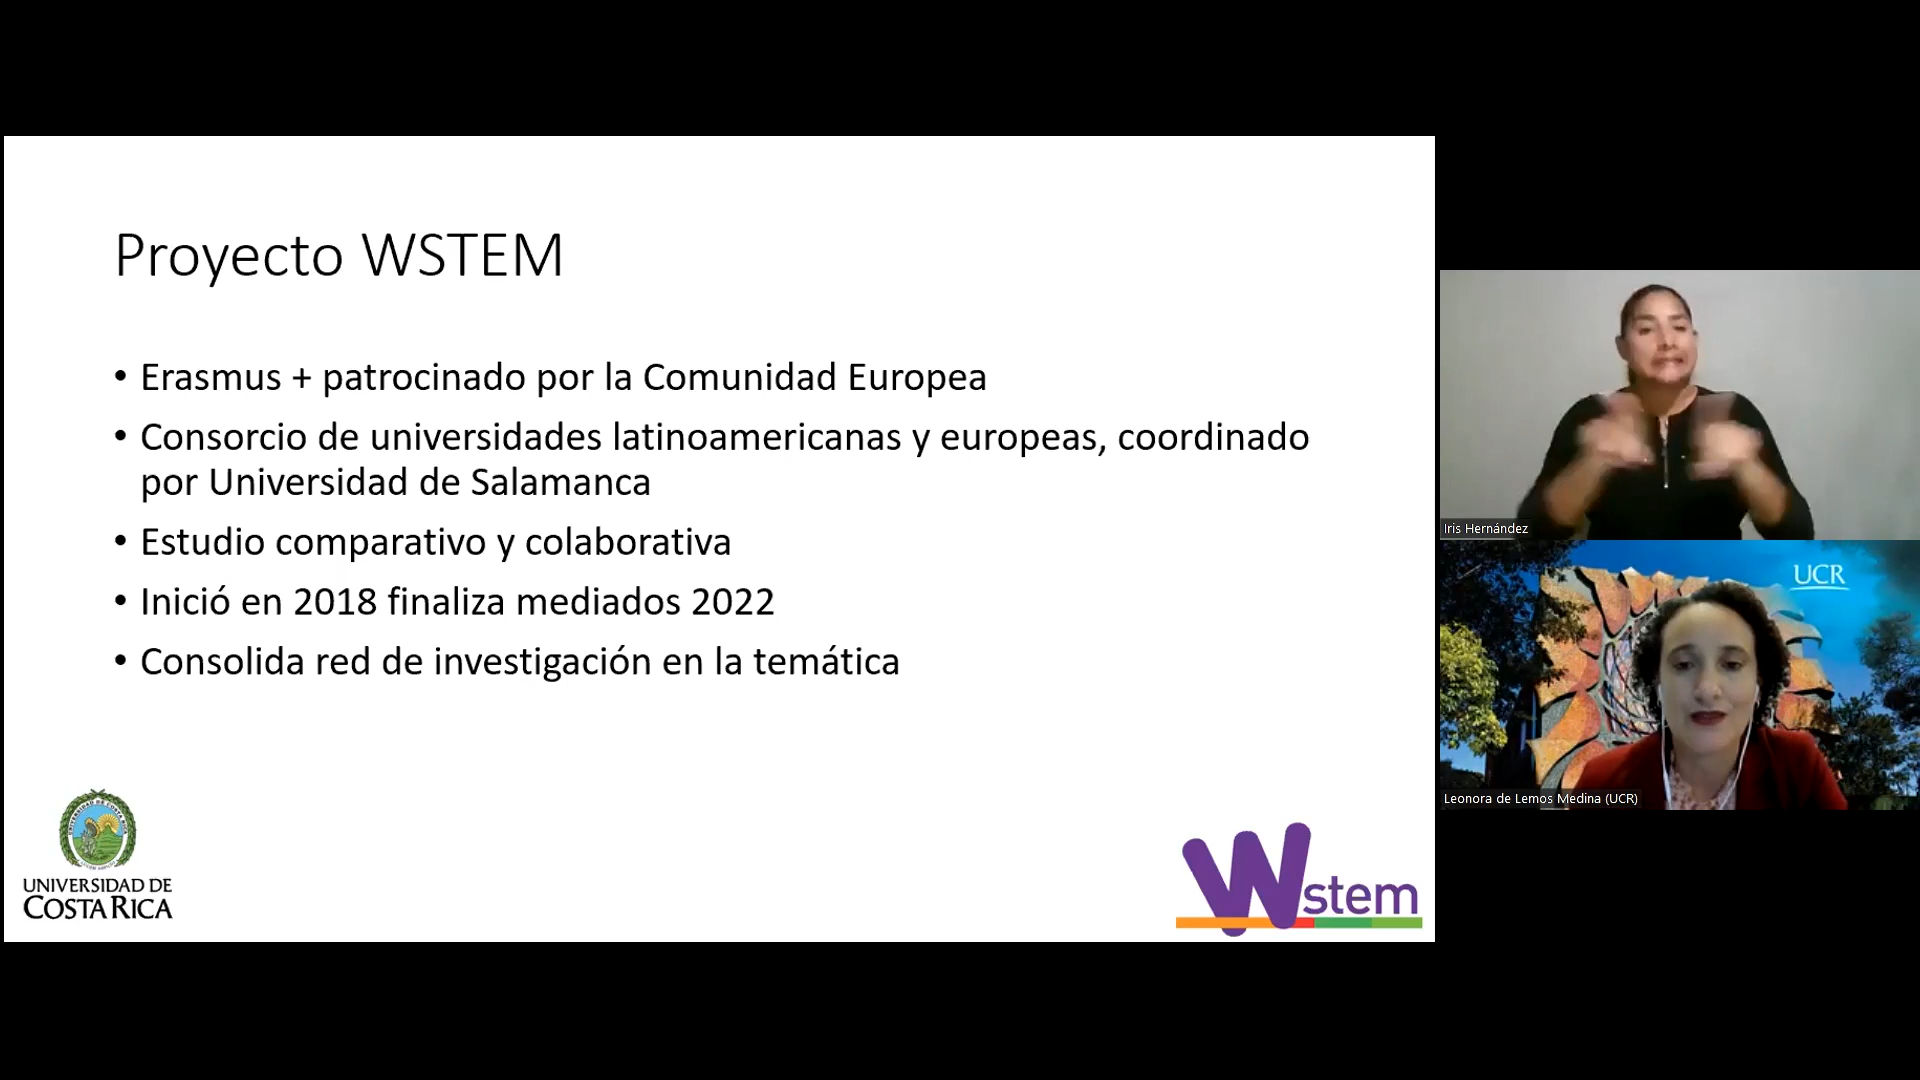 Proyecto WSTEM
• Erasmus + patrocinado por la Comunidad Europea
• Consorcio de universidades latinoamericanas y europeas, coordinado
por Universidad de Salamanca
• Estudio comparativo y colaborativa
• Inició en 2018 finaliza mediados 2022
• Consolida red de investigación en la temática
UNIVERSIDAD DE
COSTA RICA
Wstem
Iris Hernández
UCR
Leonora de Lemos Medina (UCR)